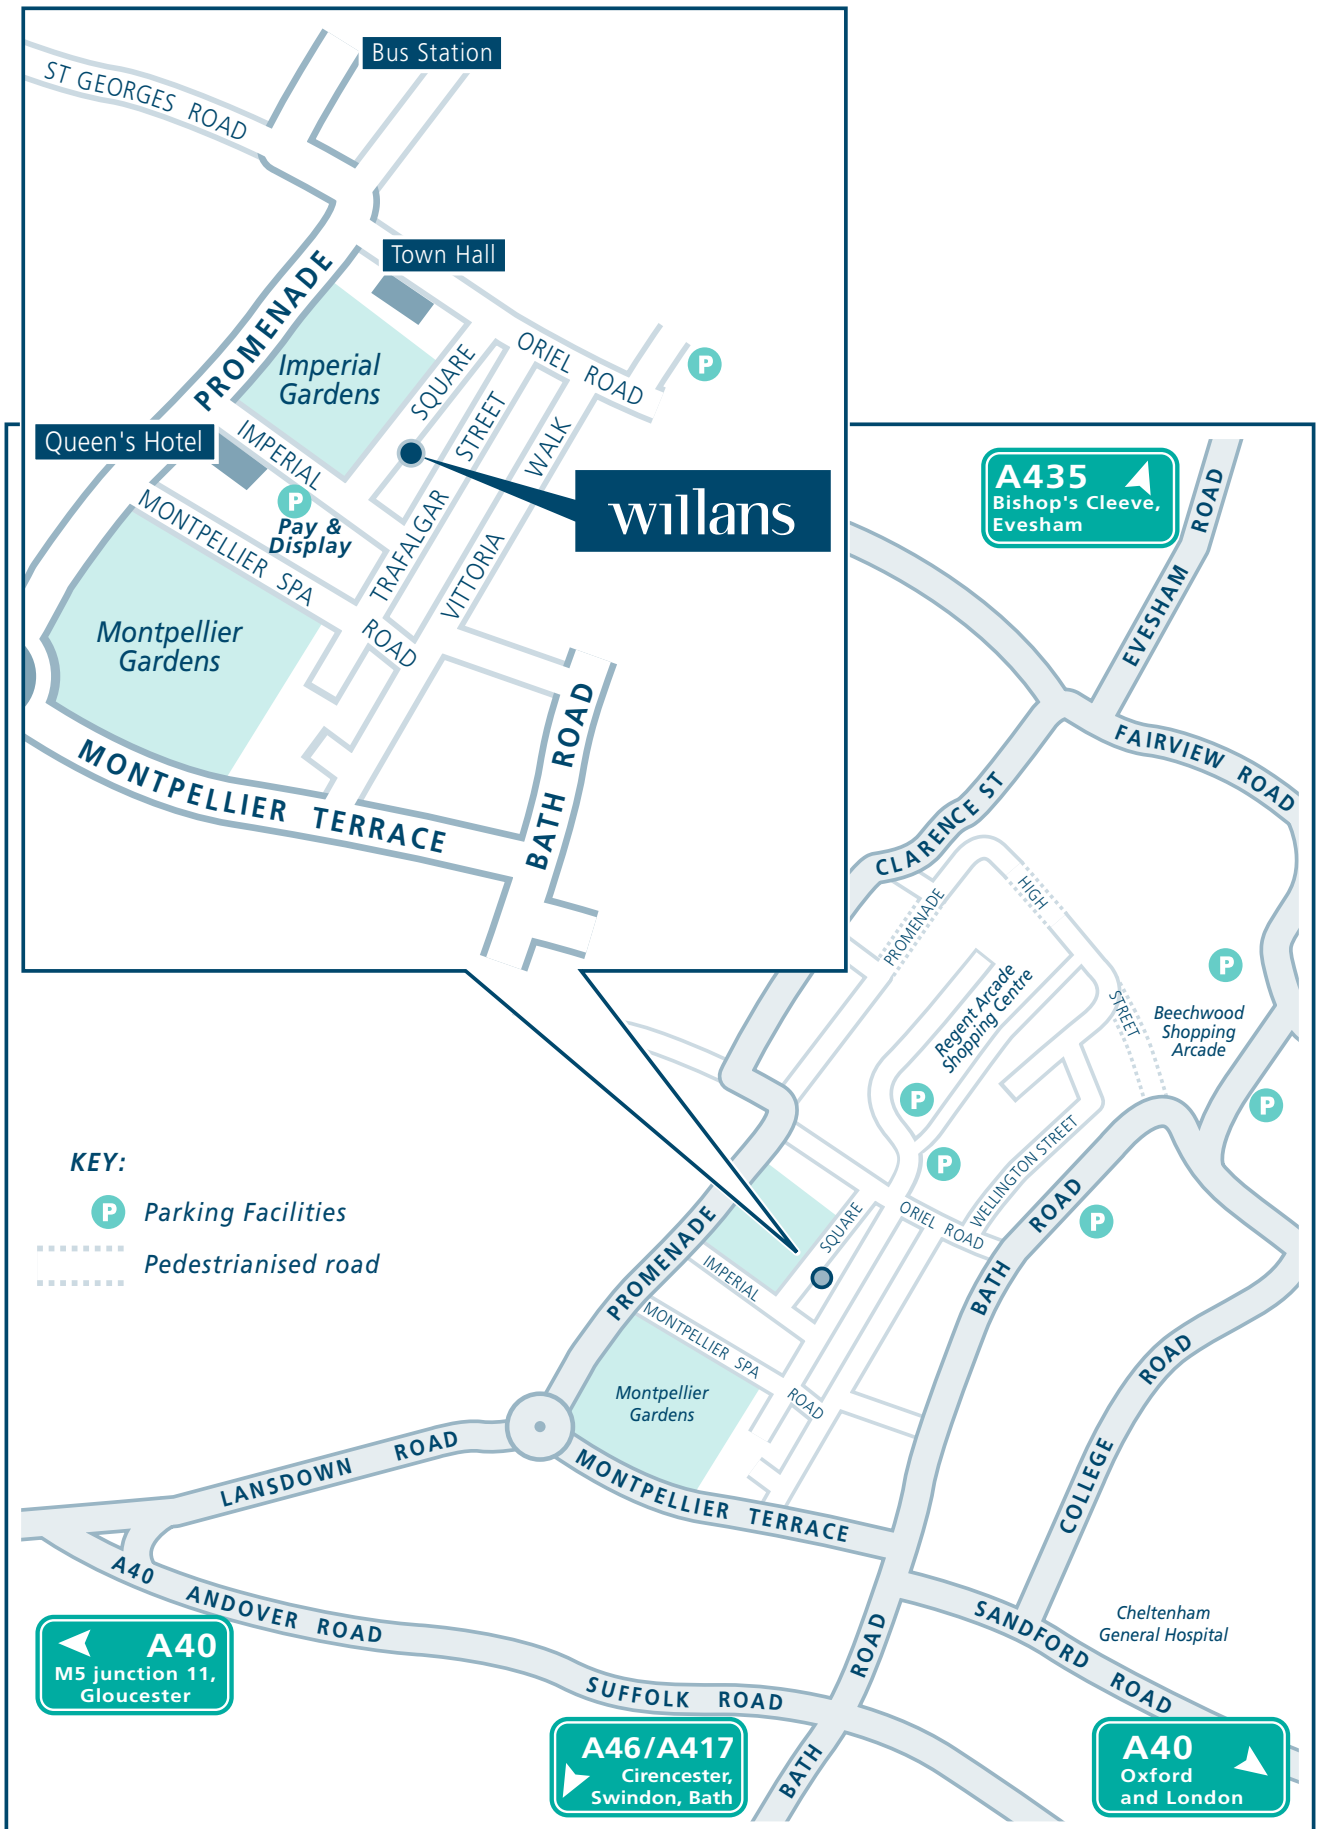 Bus Station
ST GEORGES ROAD
Town Hall
PROMENADE
Imperial
Gardens
SQUARE
ORIEL ROAD
P
STREET
WALK
Queen's Hotel
IMPERIAL
P
Pay &
Display
willans
MONTPELLIER SPA
ROAD
TRAFALGAR
VITTORIA
Montpellier
Gardens
BATH ROAD
MONTPELLIER TERRACE
A435
Bishop's Cleeve,
Evesham
EVESHAM ROAD
FAIRVIEW ROAD
CLARENCE ST
PROMENADE
HIGH
STREET
Regent Arcade
Shopping Centre
P
Beechwood
Shopping
Arcade
P
P
P
P
WELLINGTON STREET
ORIEL ROAD
SQUARE
BATH ROAD
KEY:
P Parking Facilities
Pedestrianised road
PROMENADE
IMPERIAL
MONTPELLIER SPA
ROAD
Montpellier
Gardens
COLLEGE ROAD
LANSDOWN ROAD
MONTPELLIER TERRACE
A40 ANDOVER ROAD
SANDFORD ROAD
Cheltenham
General Hospital
A40
M5 junction 11,
Gloucester
SUFFOLK ROAD
BATH ROAD
A46/A417
Cirencester,
Swindon, Bath
A40
Oxford
and London